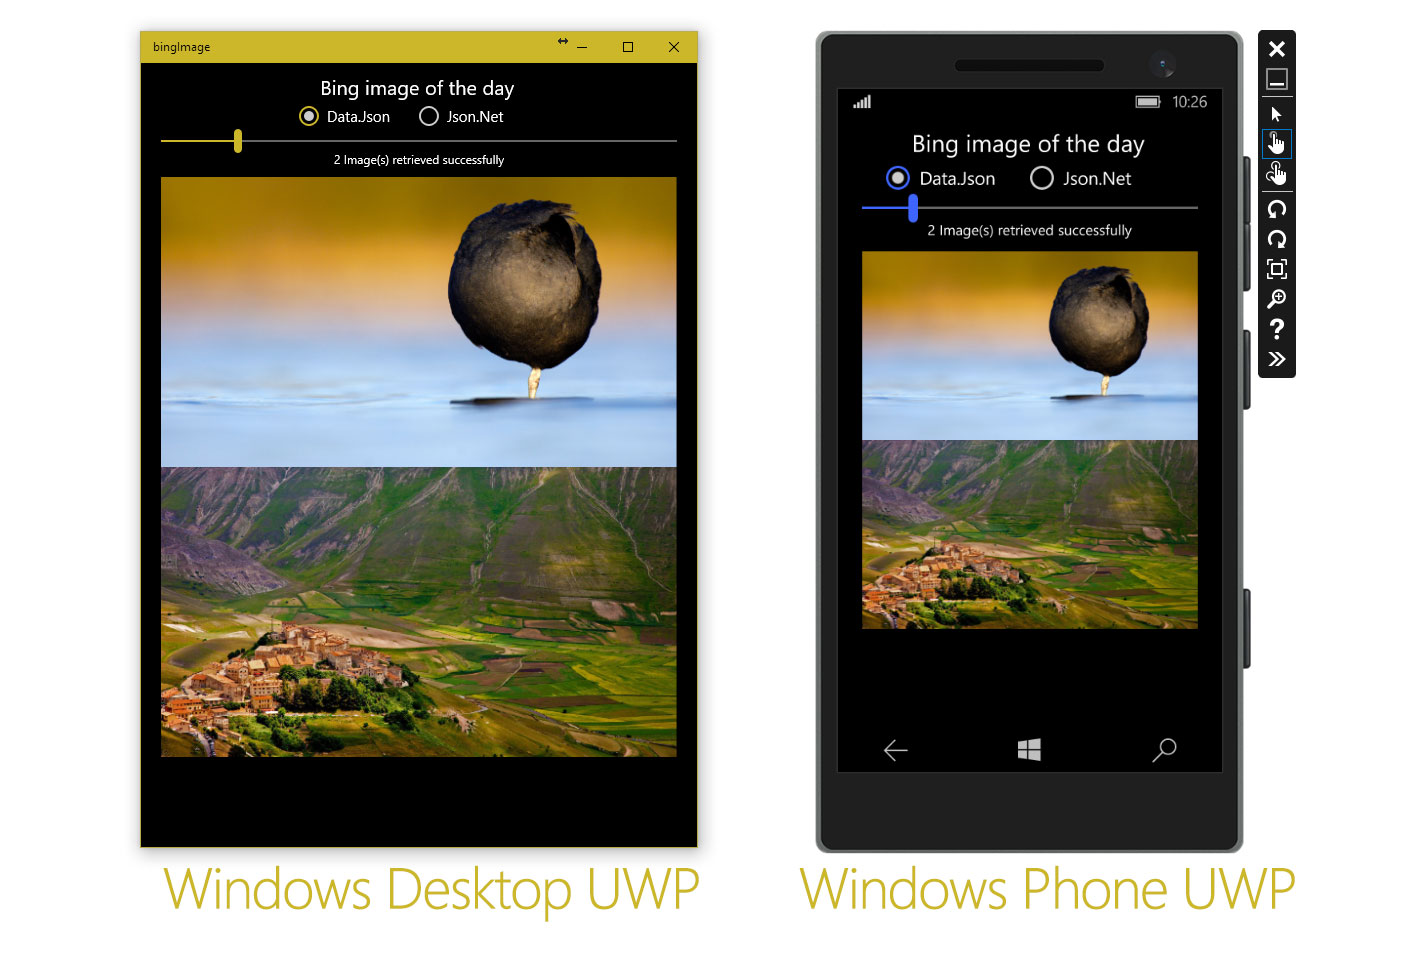 bingImage
Bing image of the day
Data.Json Json.Net
2 Image(s) retrieved successfully
10:26
Bing image of the day
Data.Json Json.Net
2 Image(s) retrieved successfully
?
Windows Desktop UWP
Windows Phone UWP